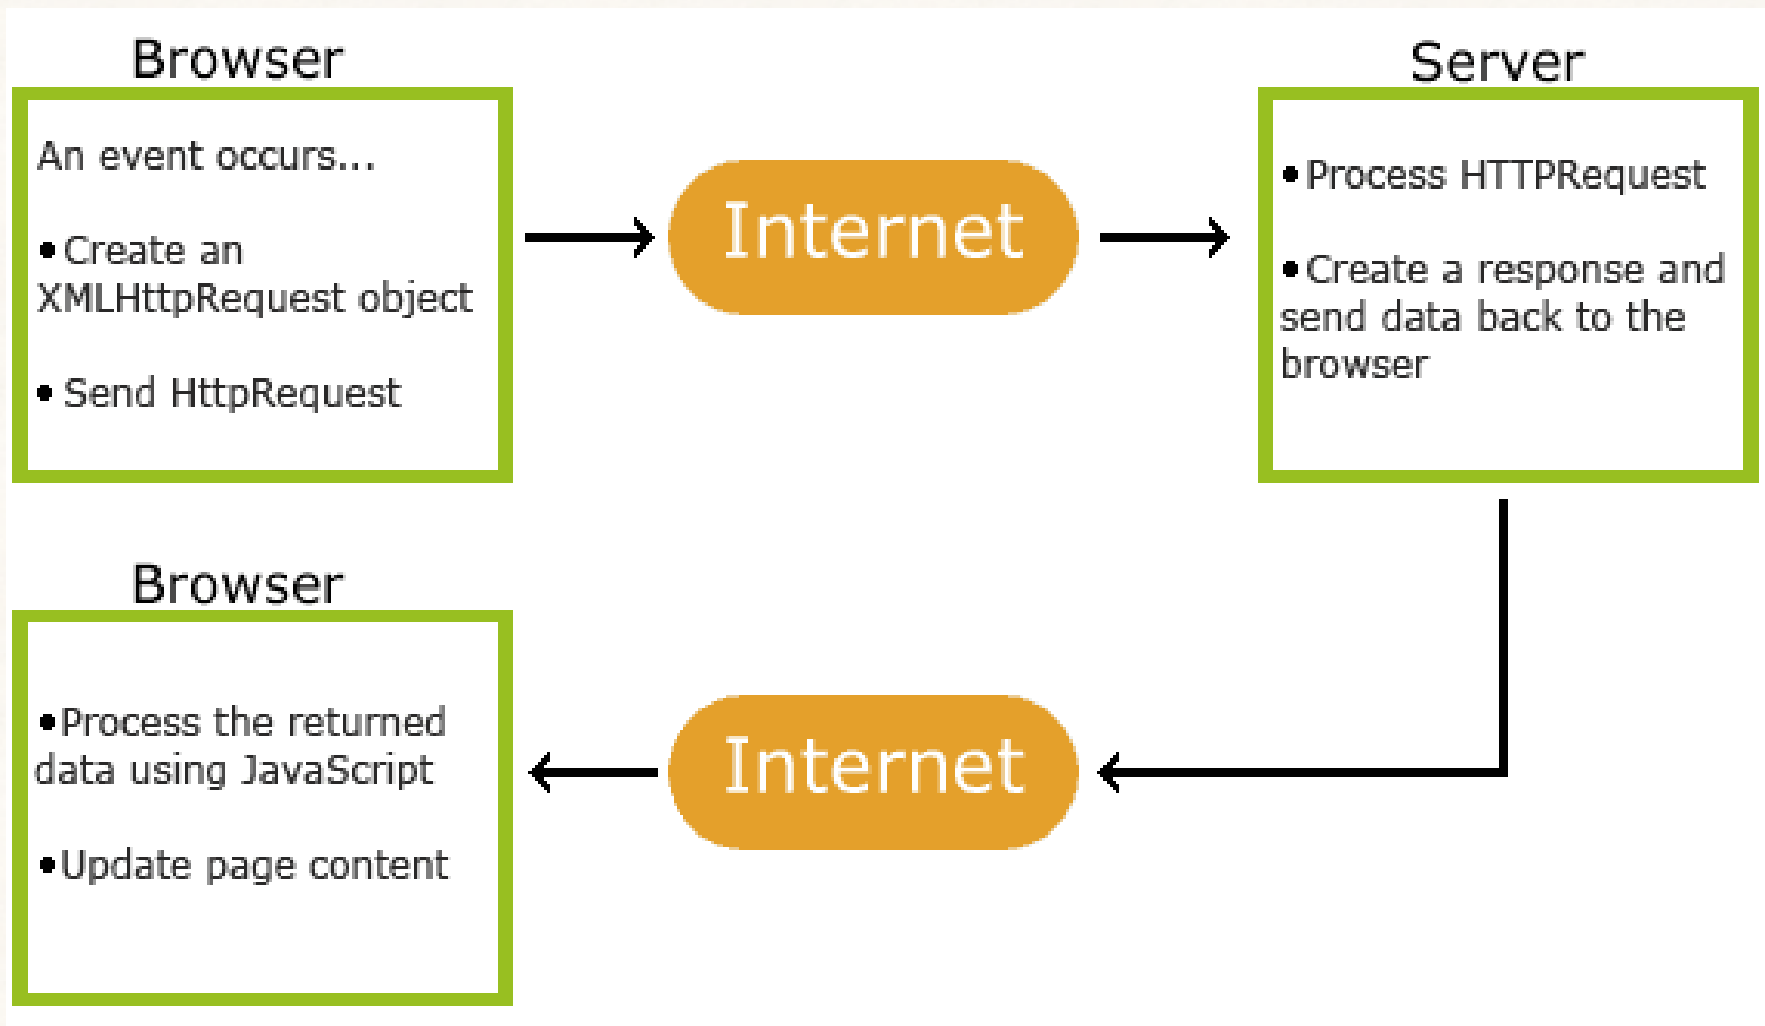 Browser
An event occurs...
•Create an
XMLHttpRequest object
• Send HttpRequest
Internet
Server
•Process HTTPRequest
•Create a response and
send data back to the
browser
Browser
•Process the returned
data using JavaScript
•Update page content
Internet